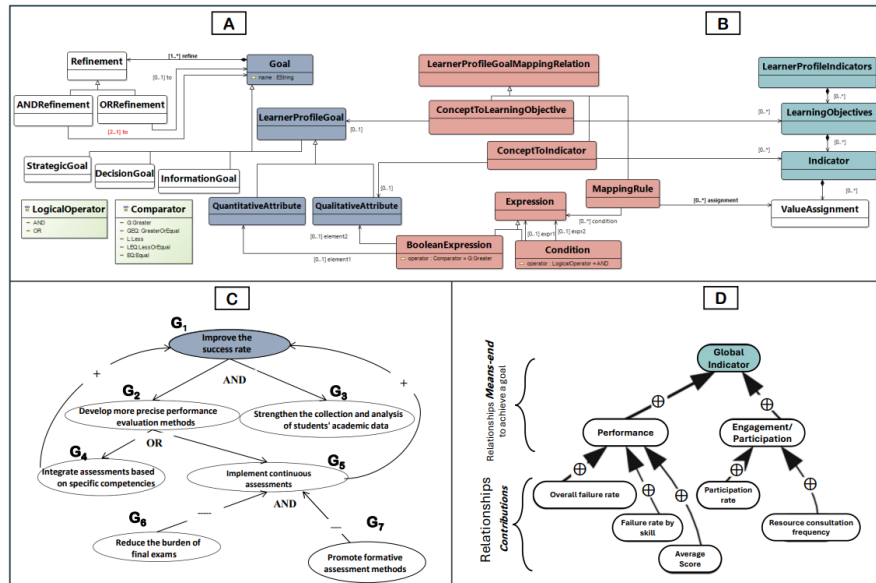 A
B
Refinement
[1..*] refine
Goal
name : EString
[0..1] to
ANDRefinement
ORRefinement
[2..1] to
LearnerProfileGoal
[0..1]
StrategicGoal
DecisionGoal
InformationGoal
LogicalOperator
AND
OR
Comparator
G:Greater
GEQ: GreaterOrEqual
L:Less
LEQ:LessOrEqual
EQ:Equal
QuantitativeAttribute
QualitativeAttribute
[0..1]
[0..1] element2
[0..1] element1
LearnerProfileGoalMappingRelation
ConceptToLearningObjective
ConceptToIndicator
Expression
MappingRule
[0..*] condition
[0..1] expr1
[0..1] expr2
BooleanExpression
operator : Comparator = G:Greater
Condition
operator : LogicalOperator = AND
[0..*] assignment
LearnerProfileIndicators
[0..*]
[0..*]
LearningObjectives
[0..*]
[0..*]
Indicator
[0..*]
ValueAssignment
C
G1
Improve the
success rate
+
+
AND
G2
Develop more precise performance
evaluation methods
G3
Strengthen the collection and analysis
of students' academic data
OR
G4
Integrate assessments based
on specific competencies
G5
Implement continuous
assessments
AND
G6
Reduce the burden of
final exams
G7
Promote formative
assessment methods
D
Relationships Means-end
to achieve a goal
Global
Indicator
Performance
Engagement/
Participation
Relationships
Contributions
Overall failure rate
Participation
rate
Failure rate by
skill
Resource consultation
frequency
Average
Score